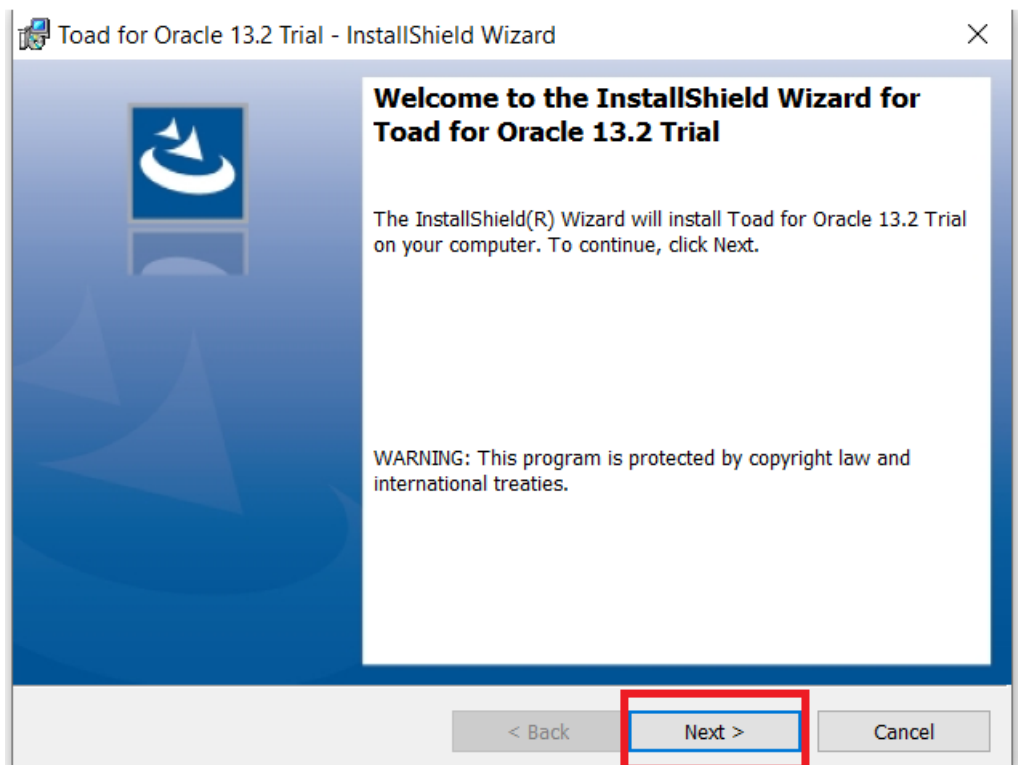 Toad for Oracle 13.2 Trial - InstallShield Wizard
Welcome to the InstallShield Wizard for
Toad for Oracle 13.2 Trial
The InstallShield(R) Wizard will install Toad for Oracle 13.2 Trial
on your computer. To continue, click Next.
WARNING: This program is protected by copyright law and
international treaties.
< Back
Next >
Cancel